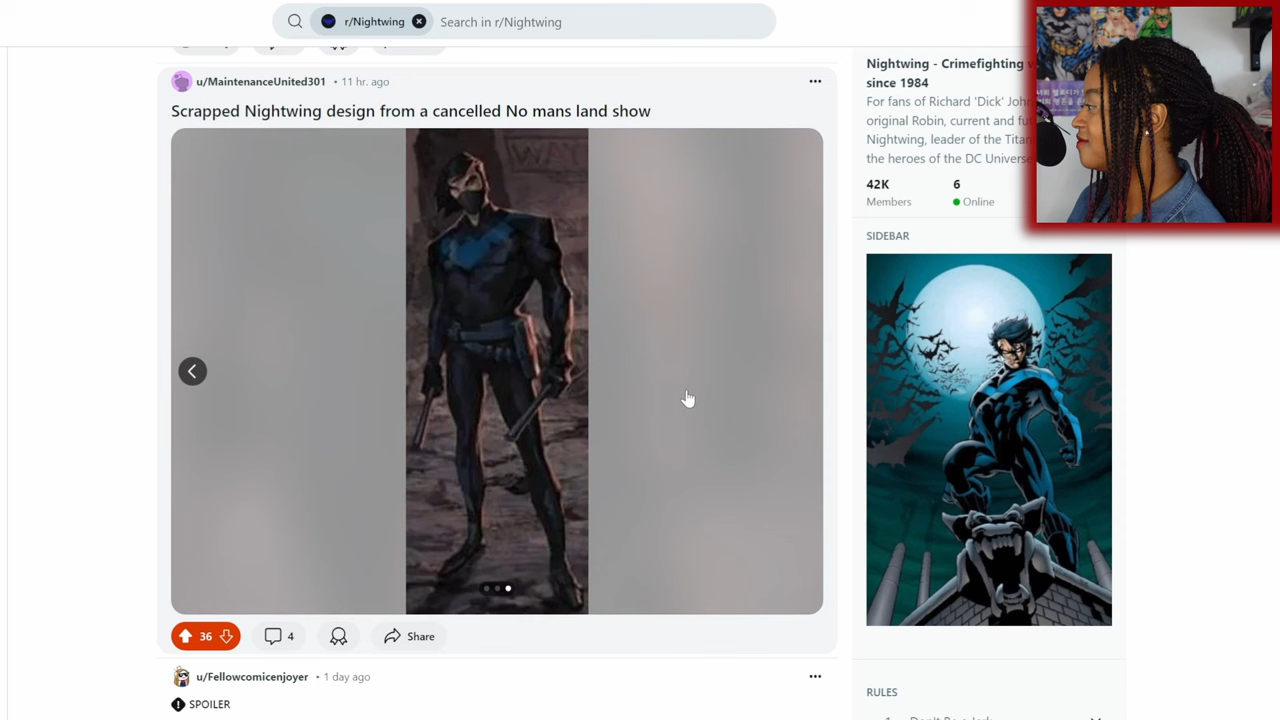 r/Nightwing
Search in r/Nightwing
u/MaintenanceUnited301 • 11 hr. ago
Scrapped Nightwing design from a cancelled No mans land show
WAY
36
4
Share
u/Fellowcomicenjoyer • 1 day ago
SPOILER
Nightwing - Crimefighting
since 1984
For fans of Richard 'Dick' Joh
original Robin, current and fu
Nightwing, leader of the Tita
the heroes of the DC Univers
42K
6
Members
Online
SIDEBAR
RULES